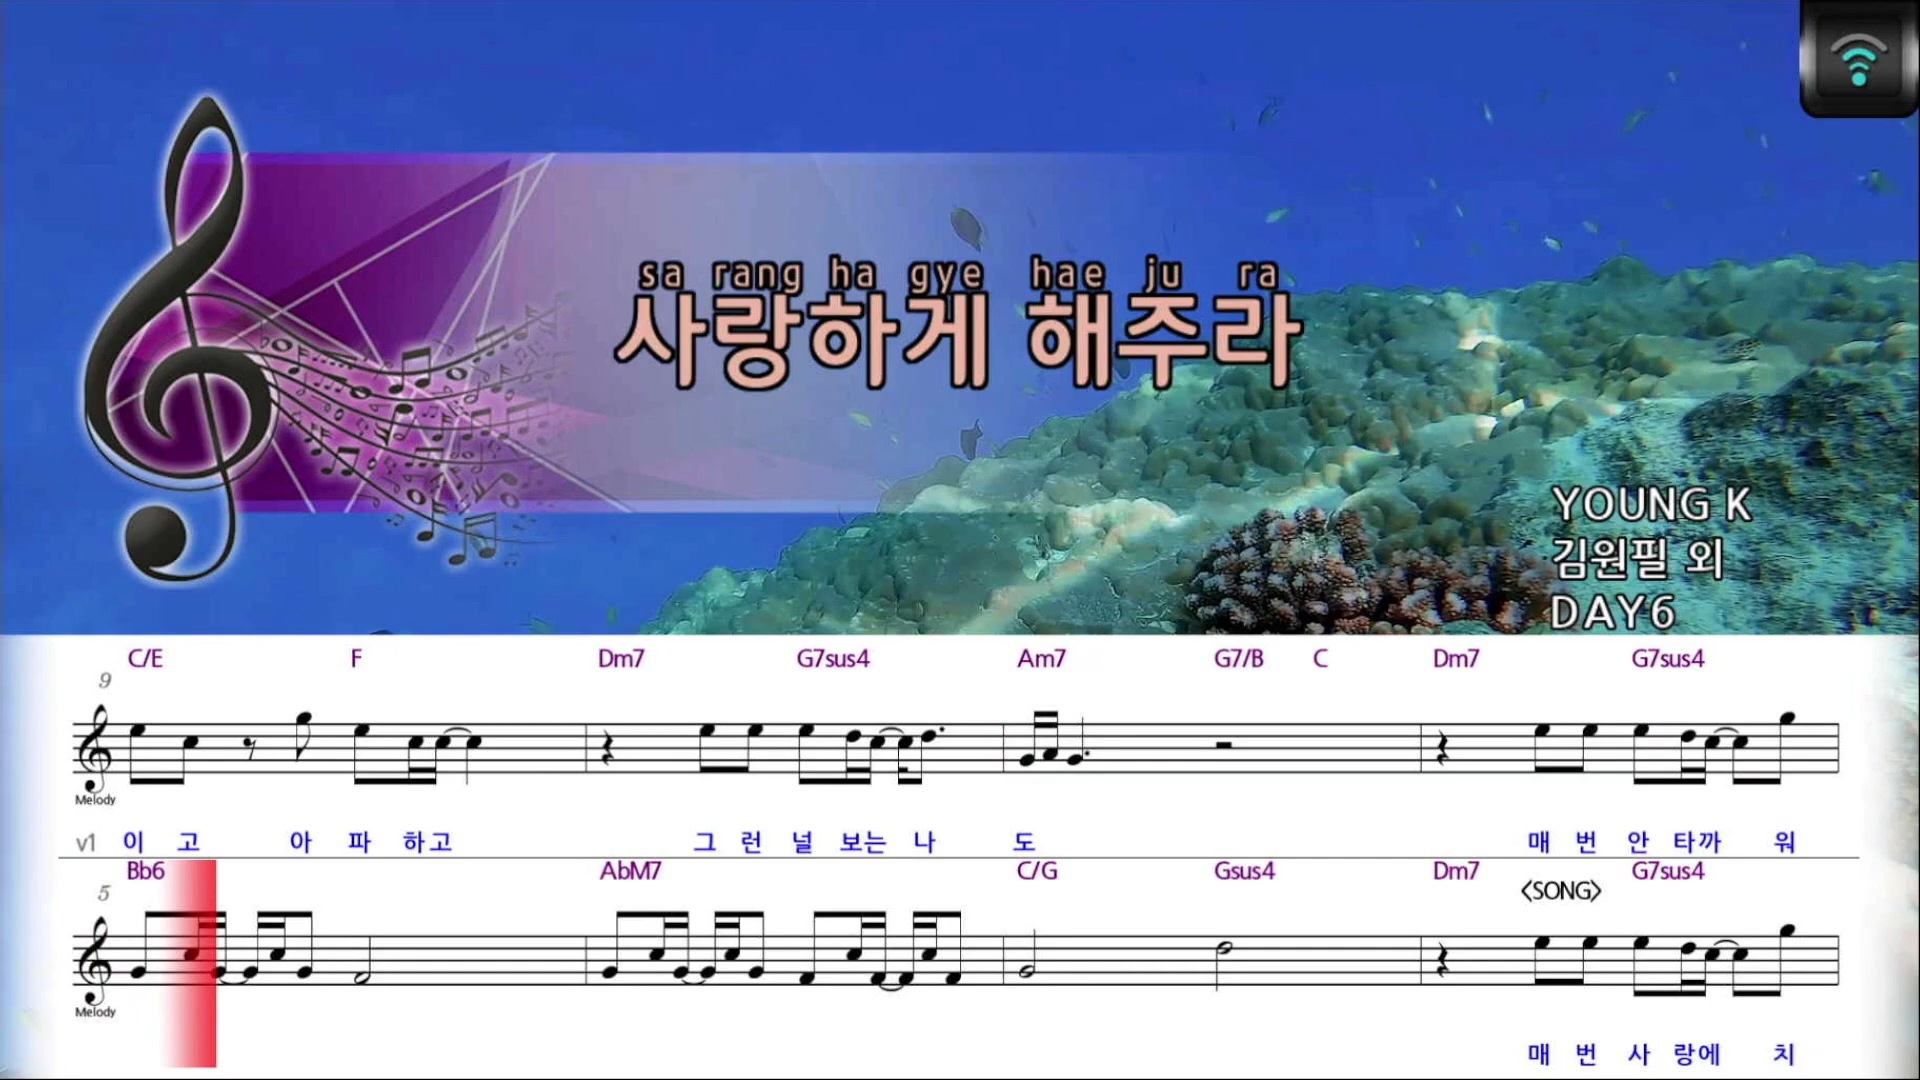 sa rang ha gye hae ju ra
사랑하게 해주라
YOUNG K
김원필 외
DAY6
C/E F Dm7 G7sus4 Am7 G7/B C Dm7 G7sus4
9
Melody
v1 이 고 아 파 하고 그 런 널 보는 나 도 매 번 안 타까 워
Bb6 AbM7 C/G Gsus4 Dm7 G7sus4
5 <SONG>
Melody
매 번 사 랑에 치